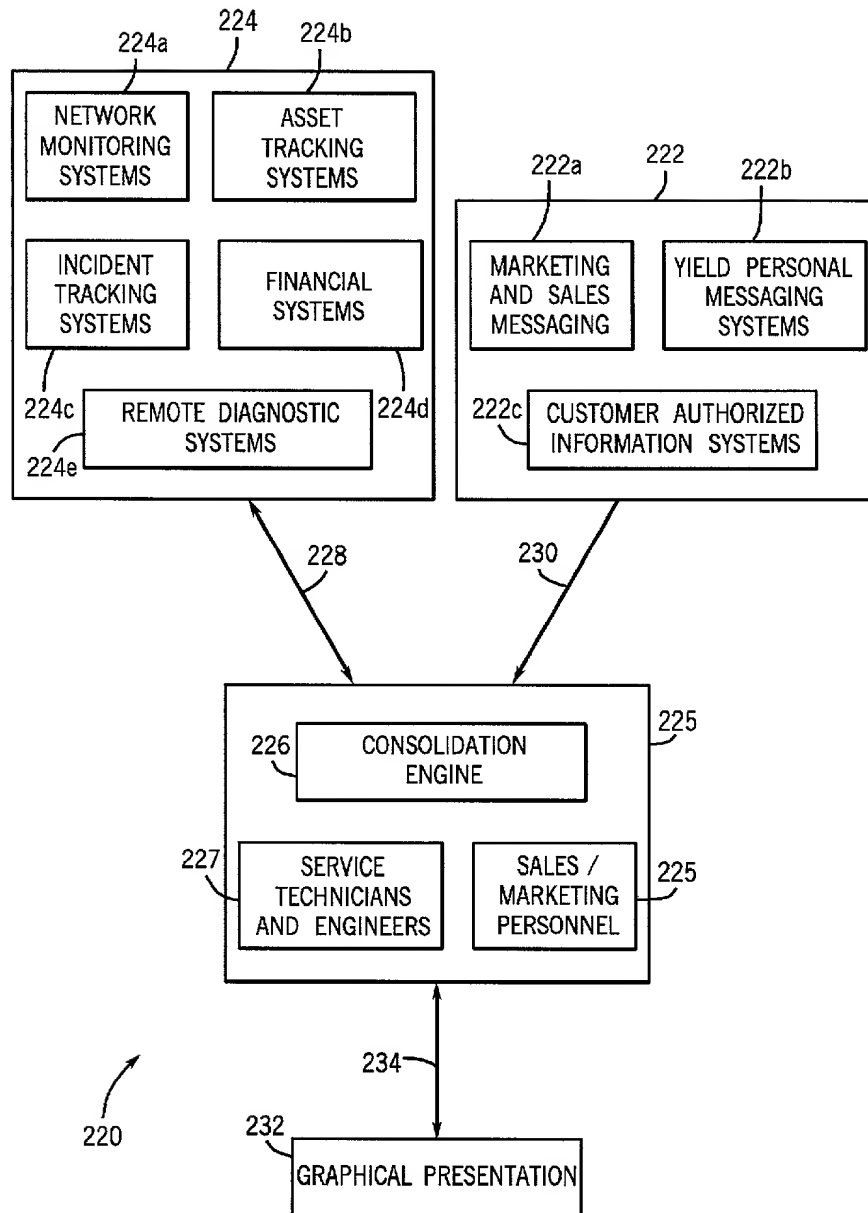 224a
224
224b
NETWORK
MONITORING
SYSTEMS
ASSET
TRACKING
SYSTEMS
INCIDENT
TRACKING
SYSTEMS
FINANCIAL
SYSTEMS
224c
224d
REMOTE DIAGNOSTIC
SYSTEMS
224e
222
222a
222b
MARKETING
AND SALES
MESSAGING
YIELD PERSONAL
MESSAGING
SYSTEMS
222c
CUSTOMER AUTHORIZED
INFORMATION SYSTEMS
228
230
225
226
CONSOLIDATION
ENGINE
227
SERVICE
TECHNICIANS
AND ENGINEERS
SALES /
MARKETING
PERSONNEL
225
234
220
232
GRAPHICAL PRESENTATION